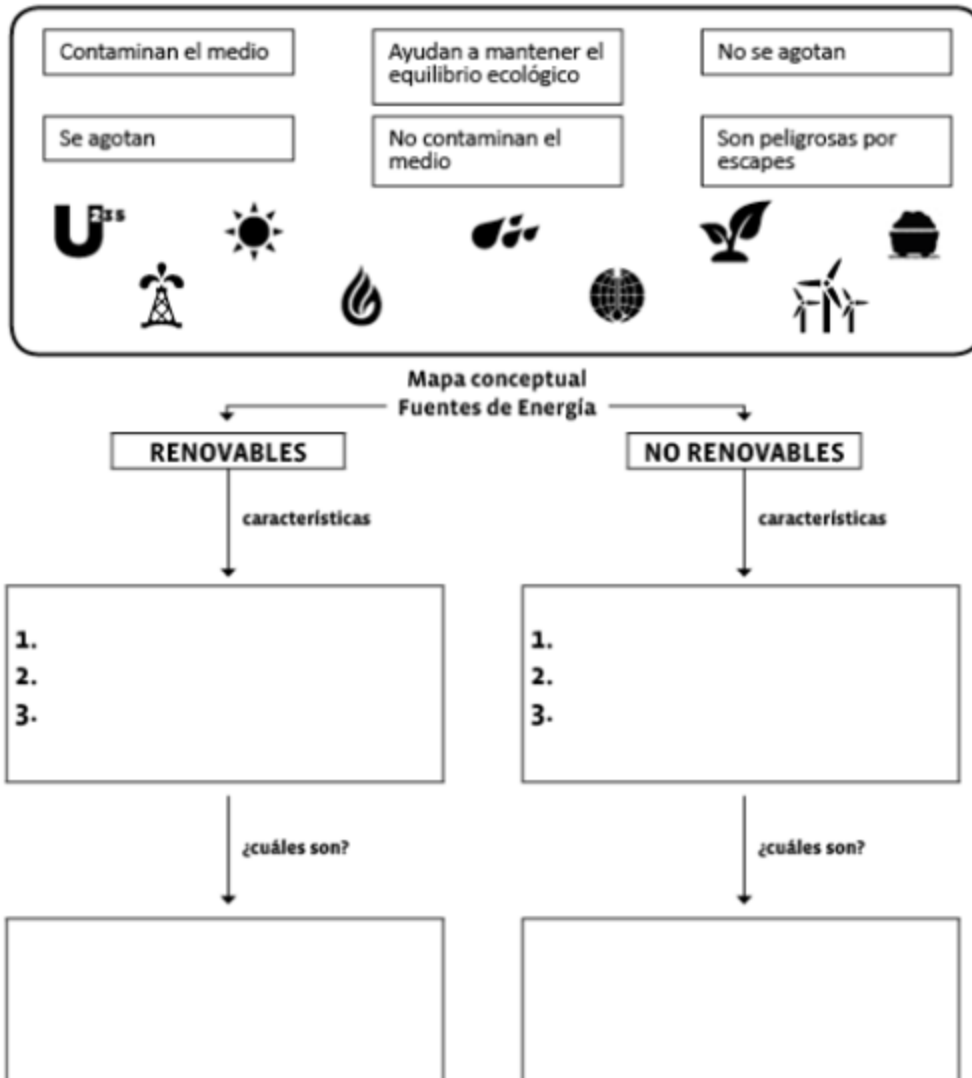 Contaminan el medio
Ayudan a mantener el
equilibrio ecológico
No se agotan
Se agotan
No contaminan el
medio
Son peligrosas por
escapes
U235
Mapa conceptual
Fuentes de Energía
RENOVABLES
NO RENOVABLES
características
características
1.
2.
3.
1.
2.
3.
¿cuáles son?
¿cuáles son?